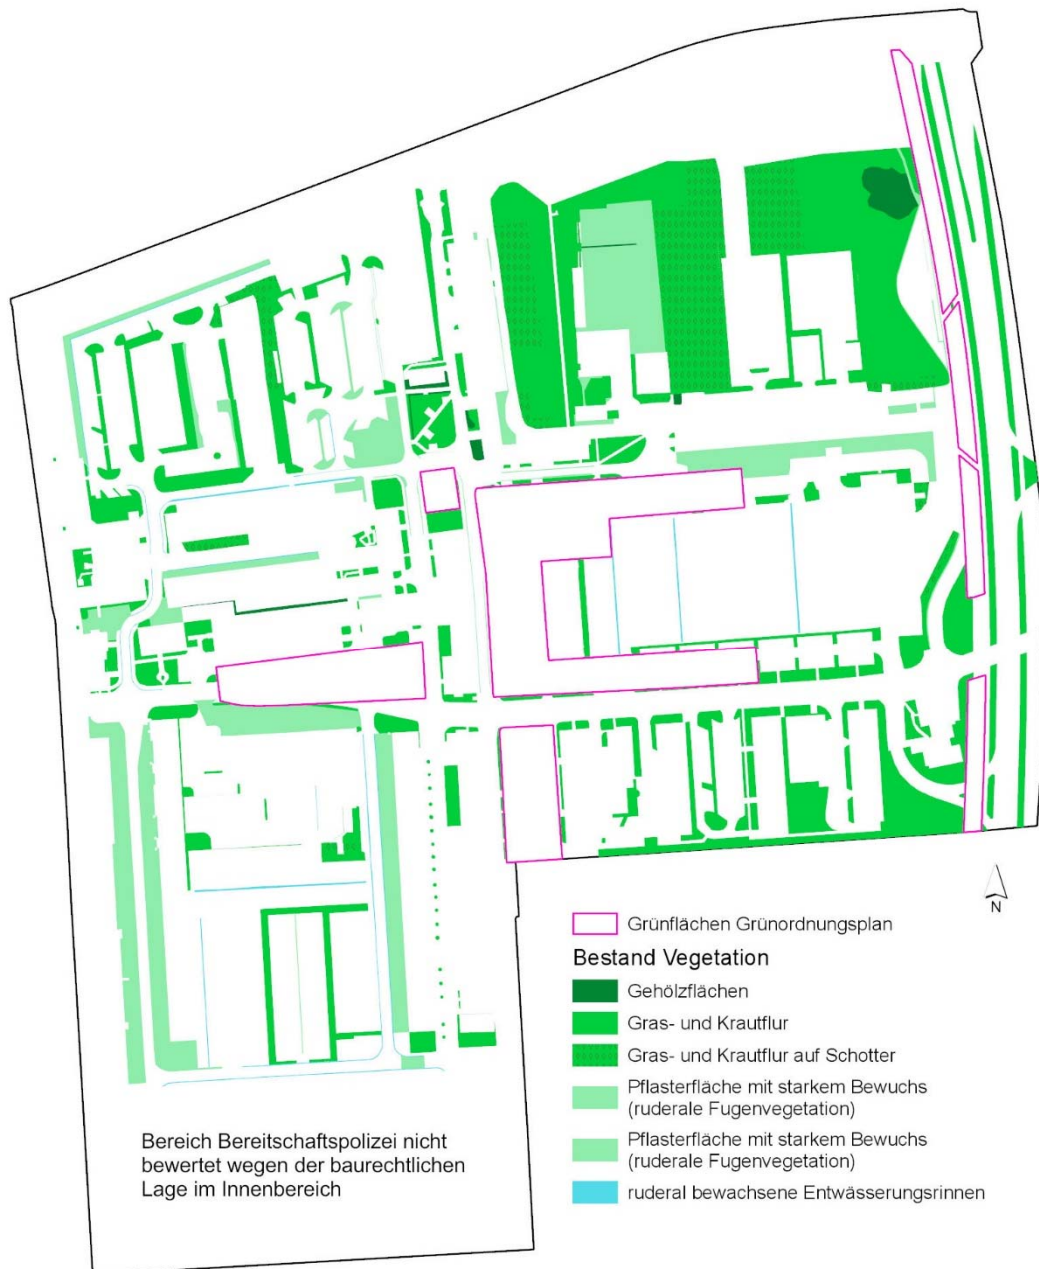 N
Grünflächen Grünordnungsplan
Bestand Vegetation
Gehölzflächen
Gras- und Krautflur
Gras- und Krautflur auf Schotter
Pflasterfläche mit starkem Bewuchs
(ruderale Fugenvegetation)
Pflasterfläche mit starkem Bewuchs
(ruderale Fugenvegetation)
ruderal bewachsene Entwässerungsrinnen
Bereich Bereitschaftspolizei nicht
bewertet wegen der baurechtlichen
Lage im Innenbereich